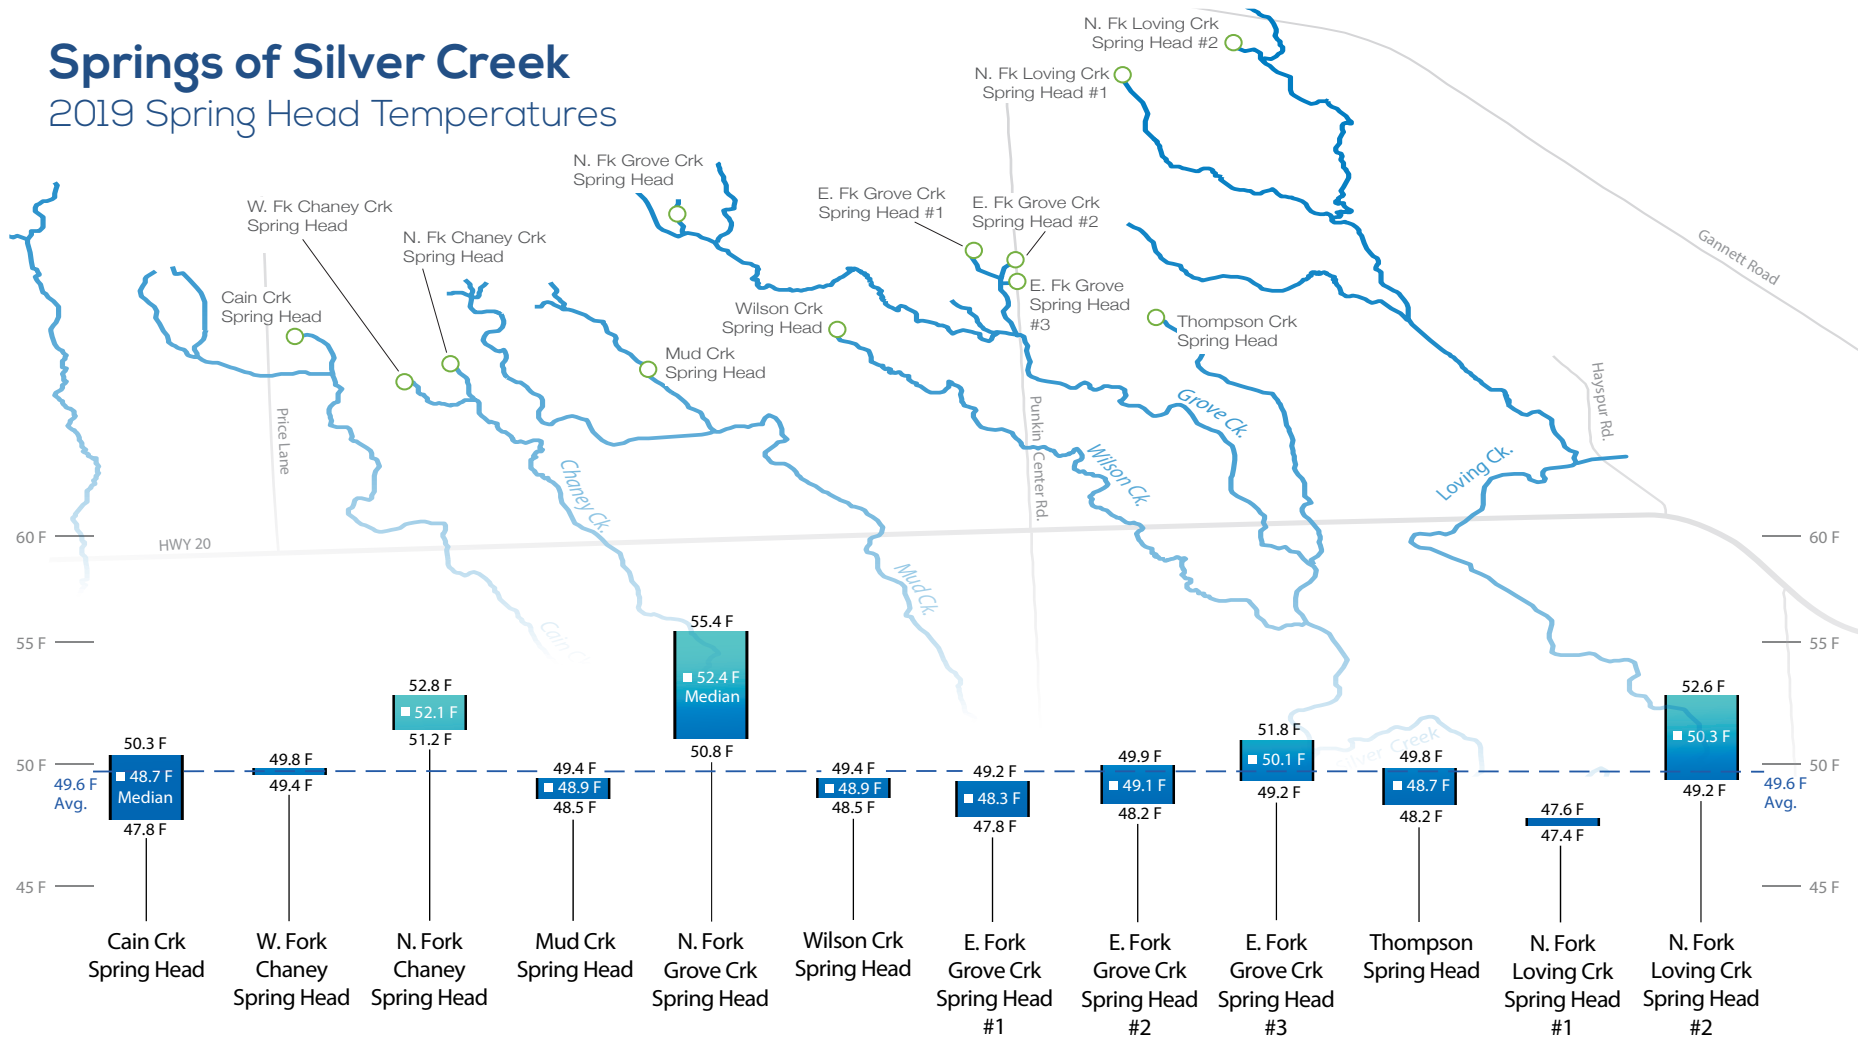 Springs of Silver Creek
2019 Spring Head Temperatures
N. Fk Loving Crk
Spring Head #2
N. Fk Loving Crk
Spring Head #1
N. Fk Grove Crk
Spring Head
E. Fk Grove Crk
Spring Head #1
E. Fk Grove Crk
Spring Head #2
W. Fk Chaney Crk
Spring Head
N. Fk Chaney Crk
Spring Head
Gannett Road
Cain Crk
Spring Head
E. Fk Grove
Spring Head
#3
Wilson Crk
Spring Head
Thompson Crk
Spring Head
Mud Crk
Spring Head
Hayspur Rd.
Price Lane
Punkin Center Rd.
Grove Ck.
Wilson Ck.
Loving Ck.
Chaney Ck.
Mud Ck.
HWY 20
Cain C
Silver Creek
60 F
60 F
55 F
55 F
50 F
50 F
49.6 F
Avg.
49.6 F
Avg.
45 F
45 F
50.3 F
48.7 F
Median
47.8 F
49.8 F
49.4 F
52.8 F
52.1 F
51.2 F
49.4 F
48.9 F
48.5 F
55.4 F
52.4 F
Median
50.8 F
49.4 F
48.9 F
48.5 F
49.2 F
48.3 F
47.8 F
49.9 F
49.1 F
48.2 F
51.8 F
50.1 F
49.2 F
49.8 F
48.7 F
48.2 F
47.6 F
47.4 F
52.6 F
50.3 F
49.2 F
Cain Crk
Spring Head
W. Fork
Chaney
Spring Head
N. Fork
Chaney
Spring Head
Mud Crk
Spring Head
N. Fork
Grove Crk
Spring Head
Wilson Crk
Spring Head
E. Fork
Grove Crk
Spring Head
#1
E. Fork
Grove Crk
Spring Head
#2
E. Fork
Grove Crk
Spring Head
#3
Thompson
Spring Head
N. Fork
Loving Crk
Spring Head
#1
N. Fork
Loving Crk
Spring Head
#2